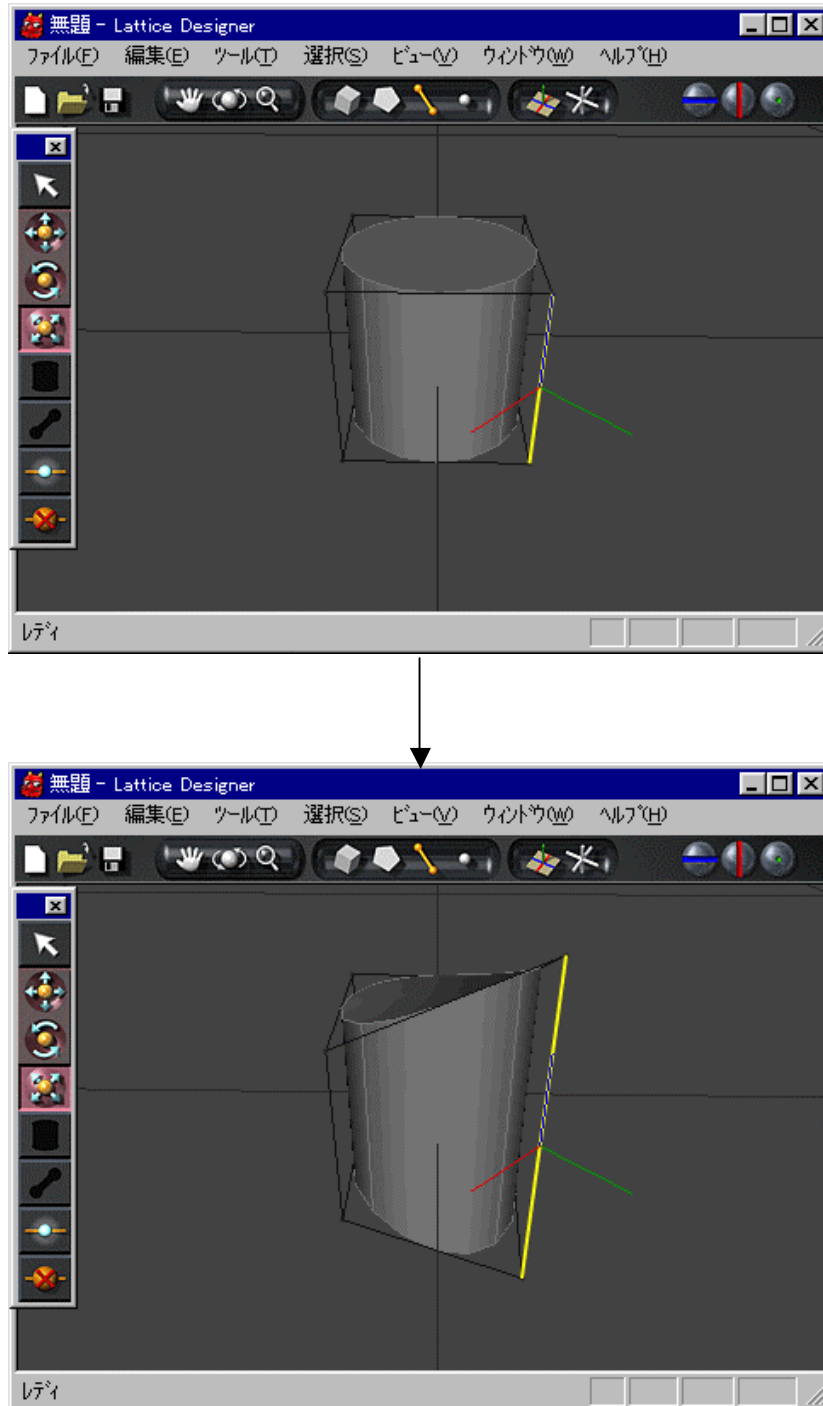 無題 - Lattice Designer
ファイル(F) 編集(E) ツール(T) 選択(S) ビュー(V) ウィンドウ(W) ヘルプ(H)
レディ
無題 - Lattice Designer
ファイル(F) 編集(E) ツール(T) 選択(S) ビュー(V) ウィンドウ(W) ヘルプ(H)
レディ